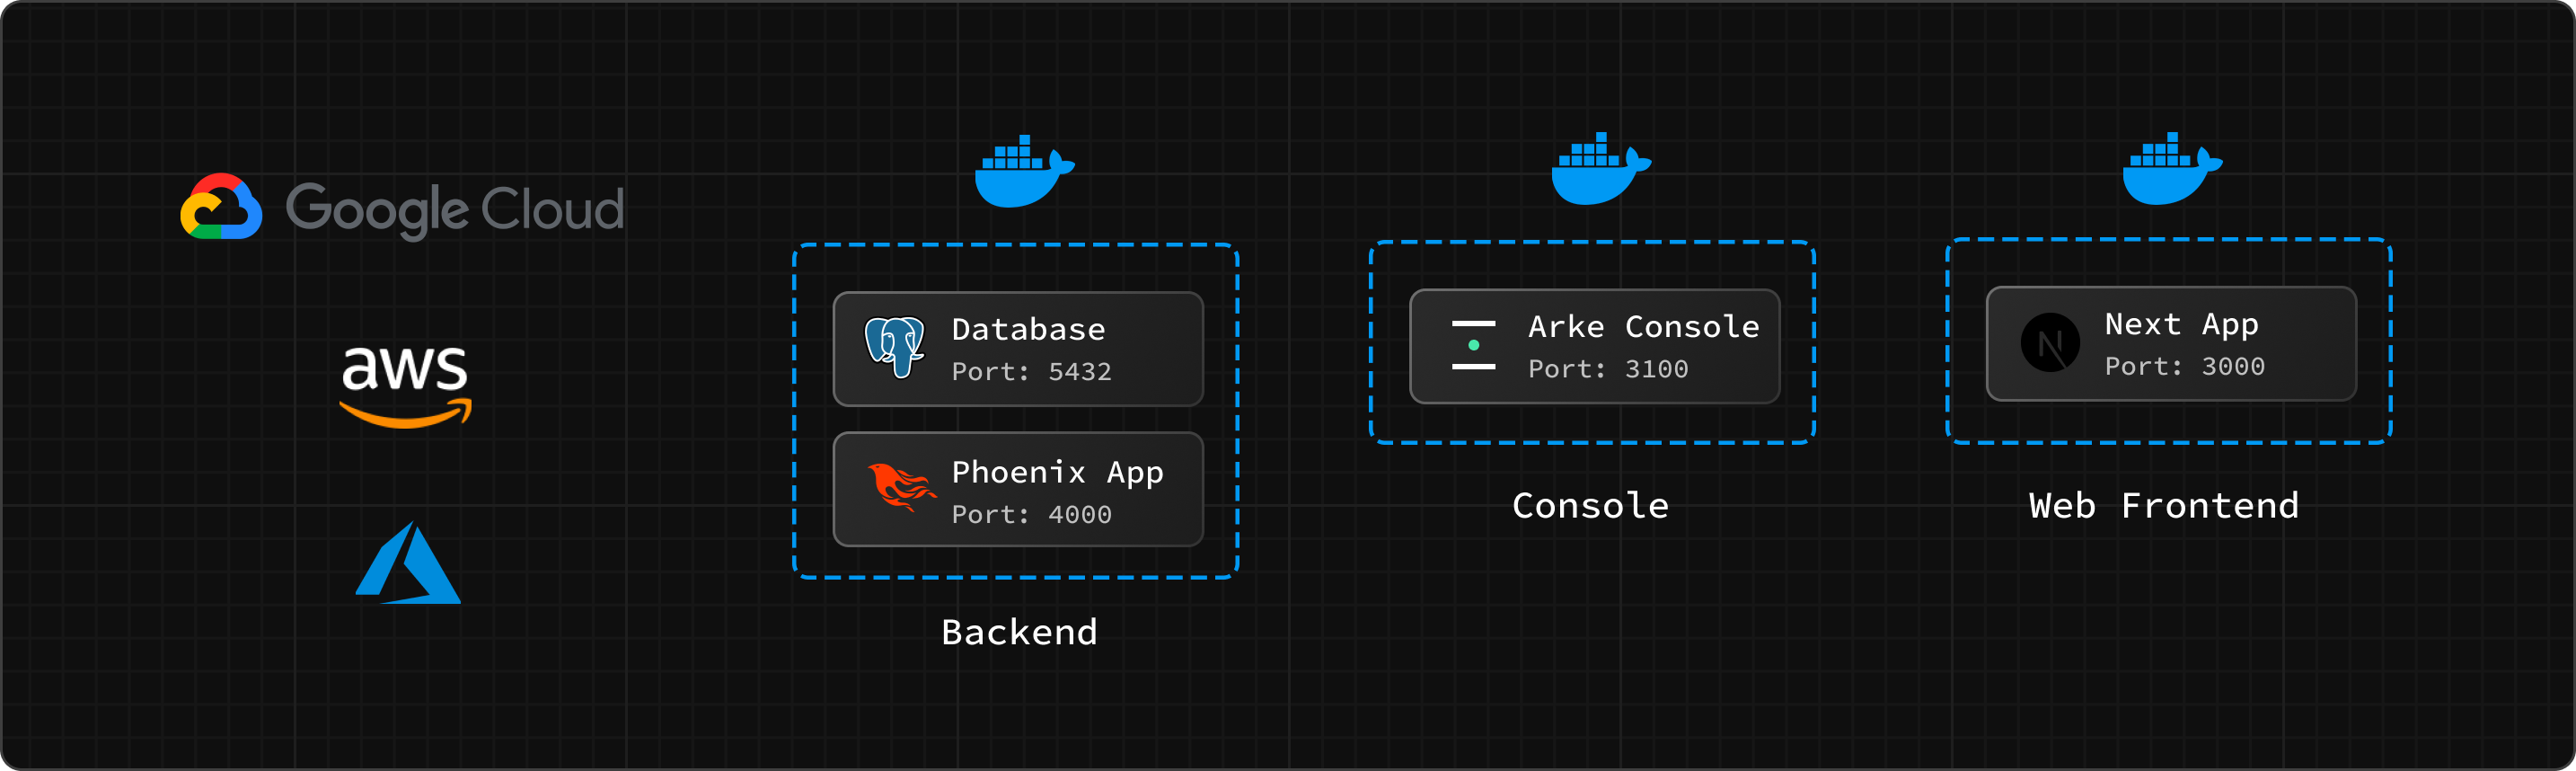 Google Cloud
aws
Database
Port: 5432
Phoenix App
Port: 4000
Backend
Arke Console
Port: 3100
Console
N
Next App
Port: 3000
Web Frontend